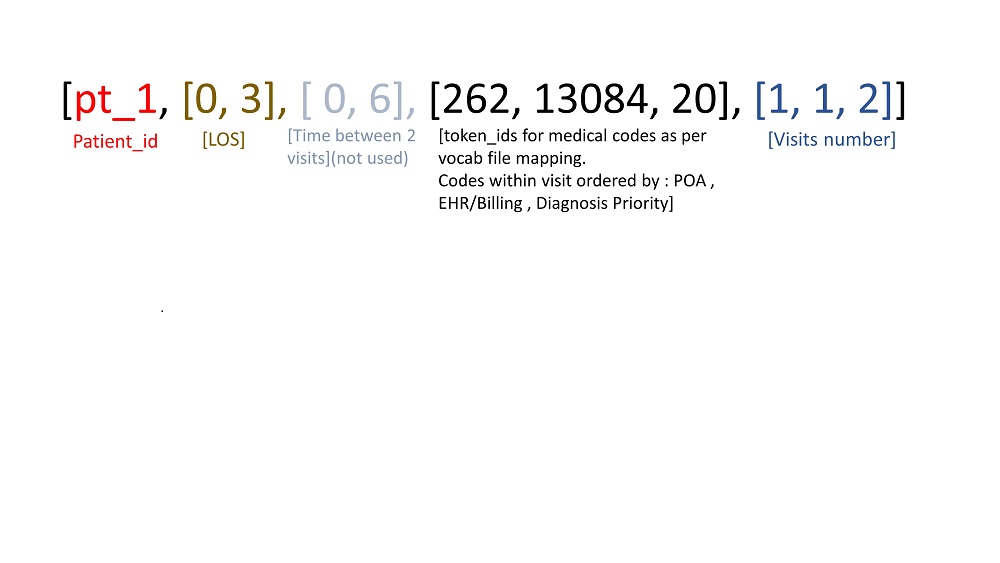 [pt_1, [0, 3], [ 0, 6], [262, 13084, 20], [1, 1, 2]]
Patient_id [LOS] [Time between 2 visits](not used) [token_ids for medical codes as per [Visits number]
vocab file mapping.
Codes within visit ordered by : POA ,
EHR/Billing , Diagnosis Priority]